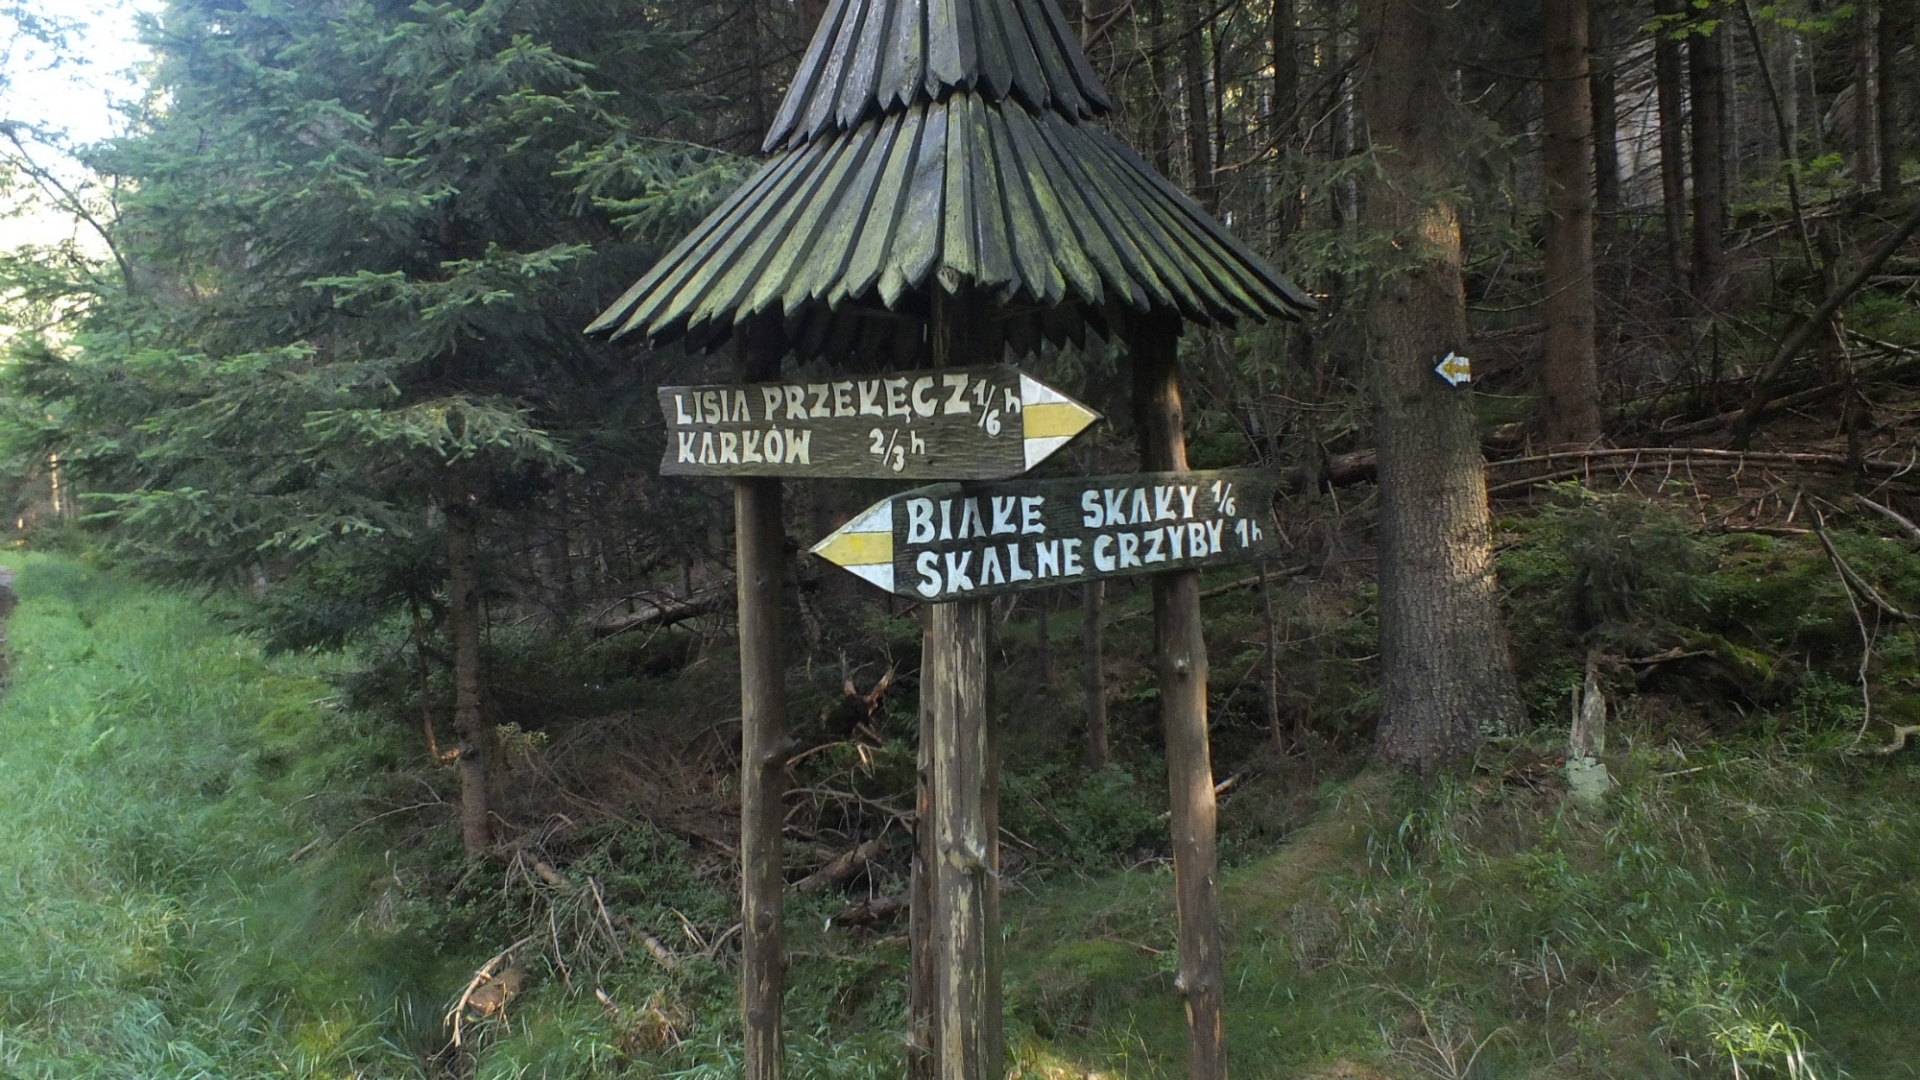 LISIA PRZEŁĘCZ 1/6 h
KARŁÓW 2/3 h
BIAŁE SKAŁY 1/6
SKALNE GRZYBY 1h